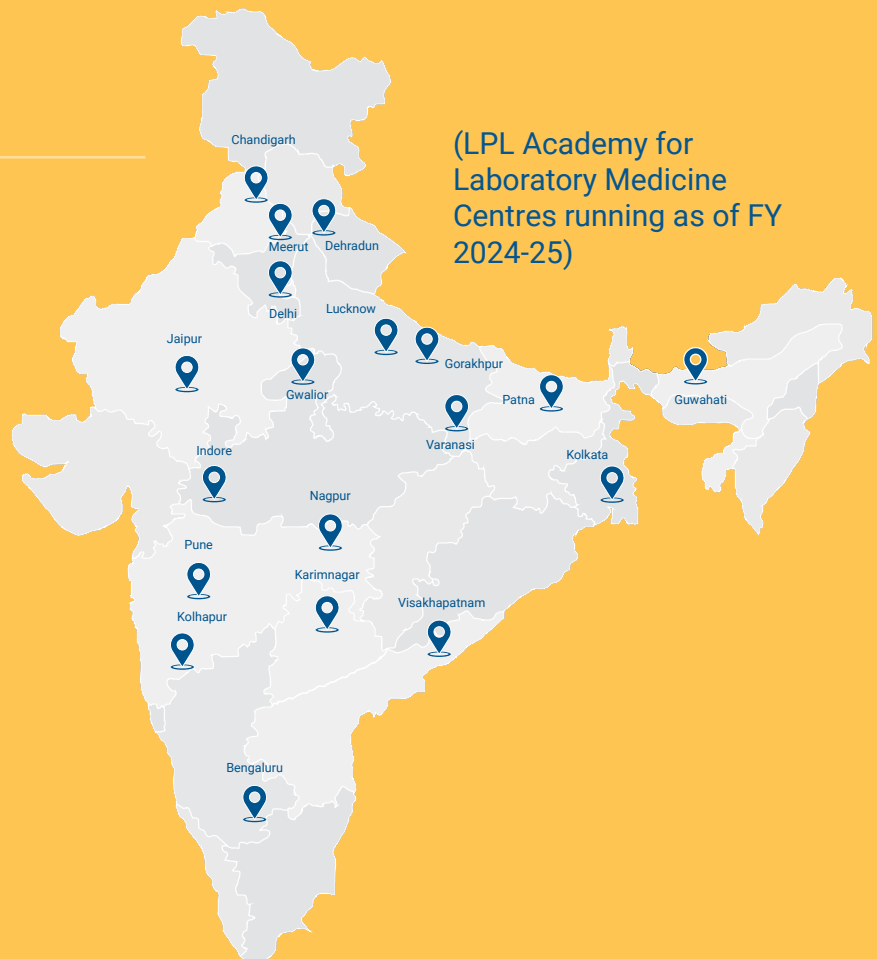 Chandigarh
(LPL Academy for
Laboratory Medicine
Centres running as of FY
2024-25)
Meerut
Dehradun
Delhi
Lucknow
Jaipur
Gorakhpur
Gwalior
Patna
Guwahati
Varanasi
Indore
Kolkata
Nagpur
Pune
Karimnagar
Visakhapatnam
Kolhapur
Bengaluru